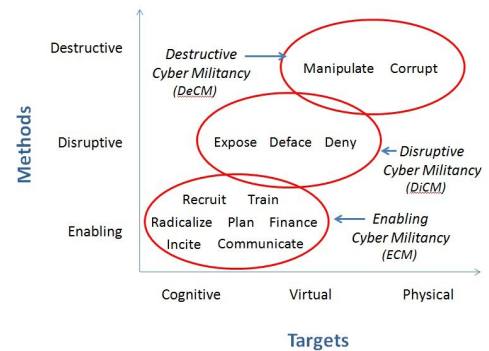 Methods
Destructive
Disruptive
Enabling
Destructive
Cyber Militancy
(DeCM)
Manipulate Corrupt
Expose Deface Deny
Disruptive
Cyber Militancy
(DiCM)
Recruit Train
Radicalize Plan Finance
Incite Communicate
Enabling
Cyber Militancy
(ECM)
Cognitive Virtual Physical
Targets